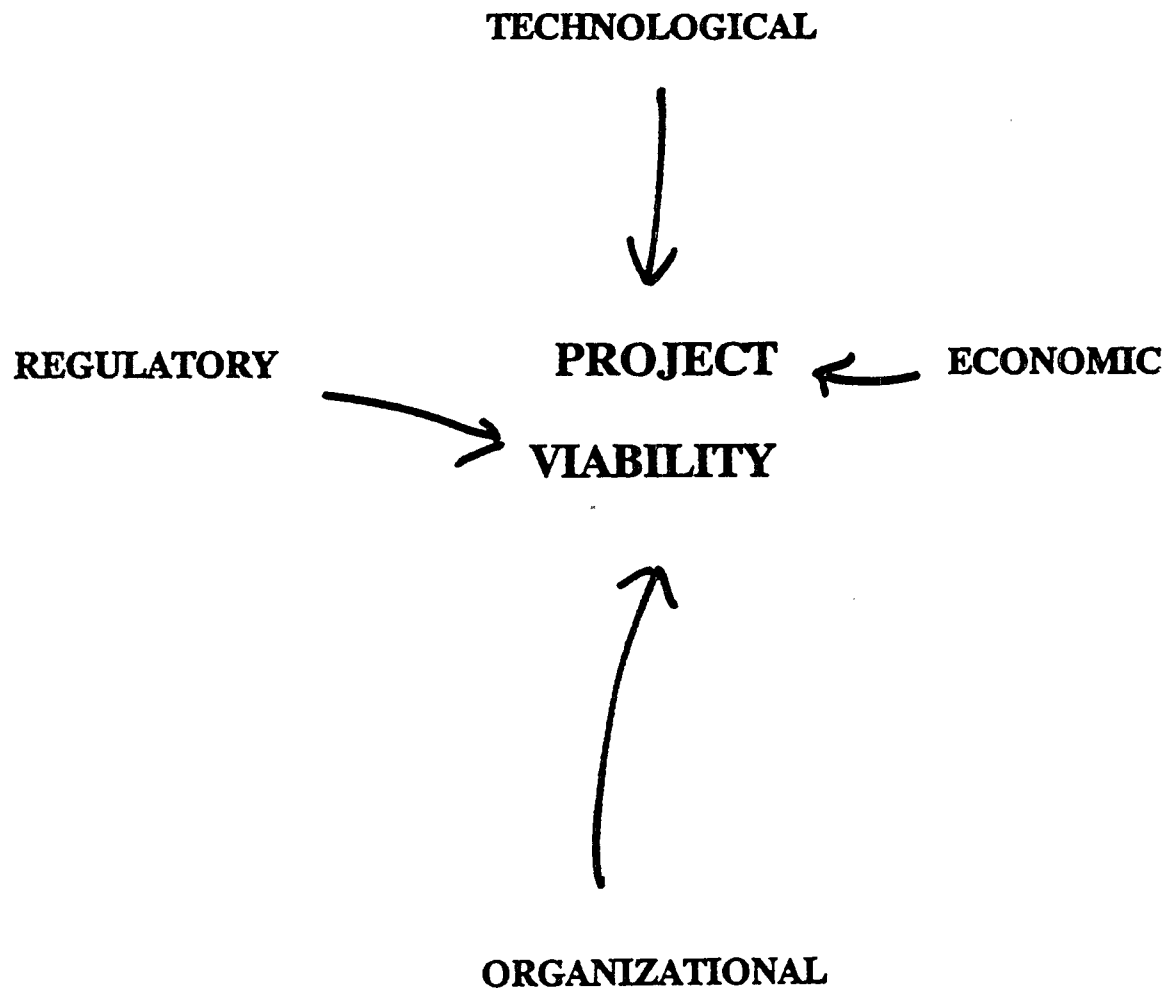 TECHNOLOGICAL
REGULATORY
PROJECT
ECONOMIC
VIABILITY
ORGANIZATIONAL